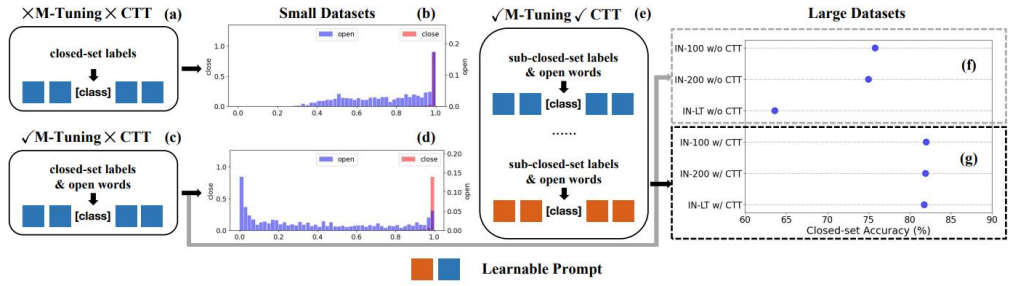 ✕M-Tuning ✕ CTT (a)
closed-set labels
[class]
Small Datasets
(b)
open
close
1.0
0.5
0.0
close
0.2
0.1
0.0
open
0.0 0.2 0.4 0.6 0.8 1.0
✓M-Tuning ✕ CTT (c)
closed-set labels
& open words
[class]
(d)
open
close
1.0
0.5
0.0
close
0.20
0.15
0.10
0.05
0.00
open
0.0 0.2 0.4 0.6 0.8 1.0
✓M-Tuning ✓ CTT (e)
sub-closed-set labels
& open words
[class]
......
sub-closed-set labels
& open words
[class]
Large Datasets
IN-100 w/o CTT
(f)
IN-200 w/o CTT
IN-LT w/o CTT
IN-100 w/ CTT
(g)
IN-200 w/ CTT
IN-LT w/ CTT
60 65 70 75 80 85 90
Closed-set Accuracy (%)
Learnable Prompt